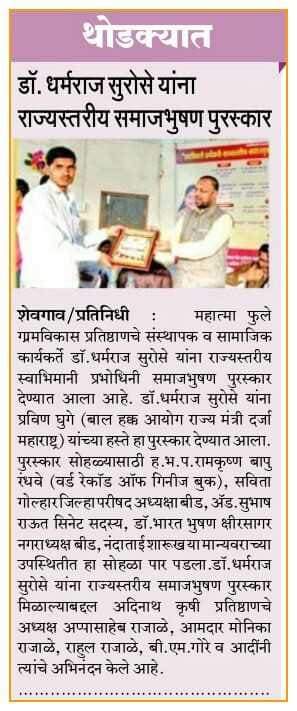 थोडक्यात
डॉ. धर्मराज सुरोसे यांना
राज्यस्तरीय समाजभुषण पुरस्कार
शेवगाव/प्रतिनिधी : महात्मा फुले
ग्रामविकास प्रतिष्ठाणचे संस्थापक व सामाजिक
कार्यकर्ते डॉ.धर्मराज सुरोसे यांना राज्यस्तरीय
स्वाभिमानी प्रभोधिनी समाजभुषण पुरस्कार
देण्यात आला आहे. डॉ.धर्मराज सुरोसे यांना
प्रविण घुगे (बाल हक्क आयोग राज्य मंत्री दर्जा
महाराष्ट्र) यांच्या हस्ते हा पुरस्कार देण्यात आला.
पुरस्कार सोहळ्यासाठी ह.भ.प.रामकृष्ण बापु
रंधवे (वर्ड रेकॉड ऑफ गिनीज बुक), सविता
गोल्हार जिल्हा परीषद अध्यक्षा बीड, ॲड.सुभाष
राऊत सिनेट सदस्य, डॉ.भारत भुषण क्षीरसागर
नगराध्यक्ष बीड, नंदाताई शारूख या मान्यवराच्या
उपस्थितीत हा सोहळा पार पडला.डॉ.धर्मराज
सुरोसे यांना राज्यस्तरीय समाजभुषण पुरस्कार
मिळाल्याबद्दल अदिनाथ कृषी प्रतिष्ठाणचे
अध्यक्ष अप्पासाहेब राजाळे, आमदार मोनिका
राजाळे, राहुल राजाळे, बी.एम.गोरे व आदींनी
त्यांचे अभिनंदन केले आहे.